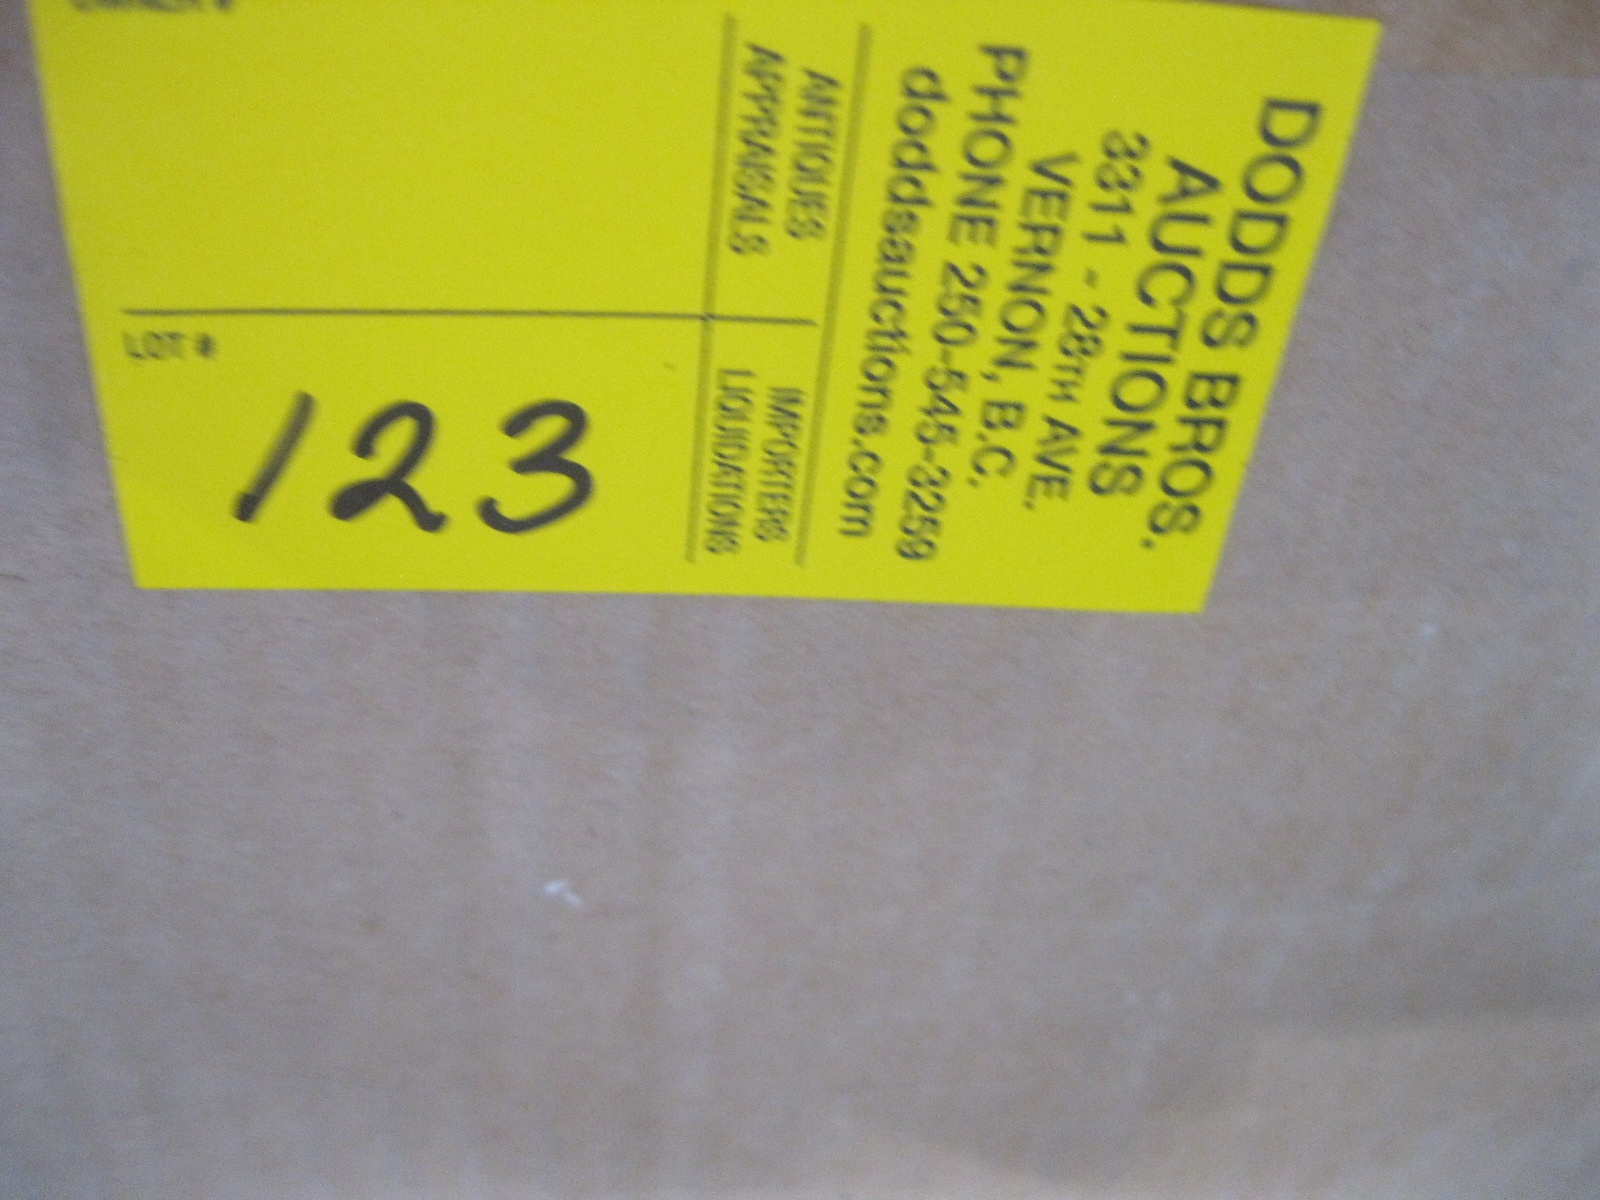 DODDS BROS.
AUCTIONS
3311 - 28TH AVE.
VERNON, B.C.
PHONE 250-545-3259
doddsauctions.com
ANTIQUES
APPRAISALS
IMPORTERS
LIQUIDATIONS
OWNER #
LOT #
123